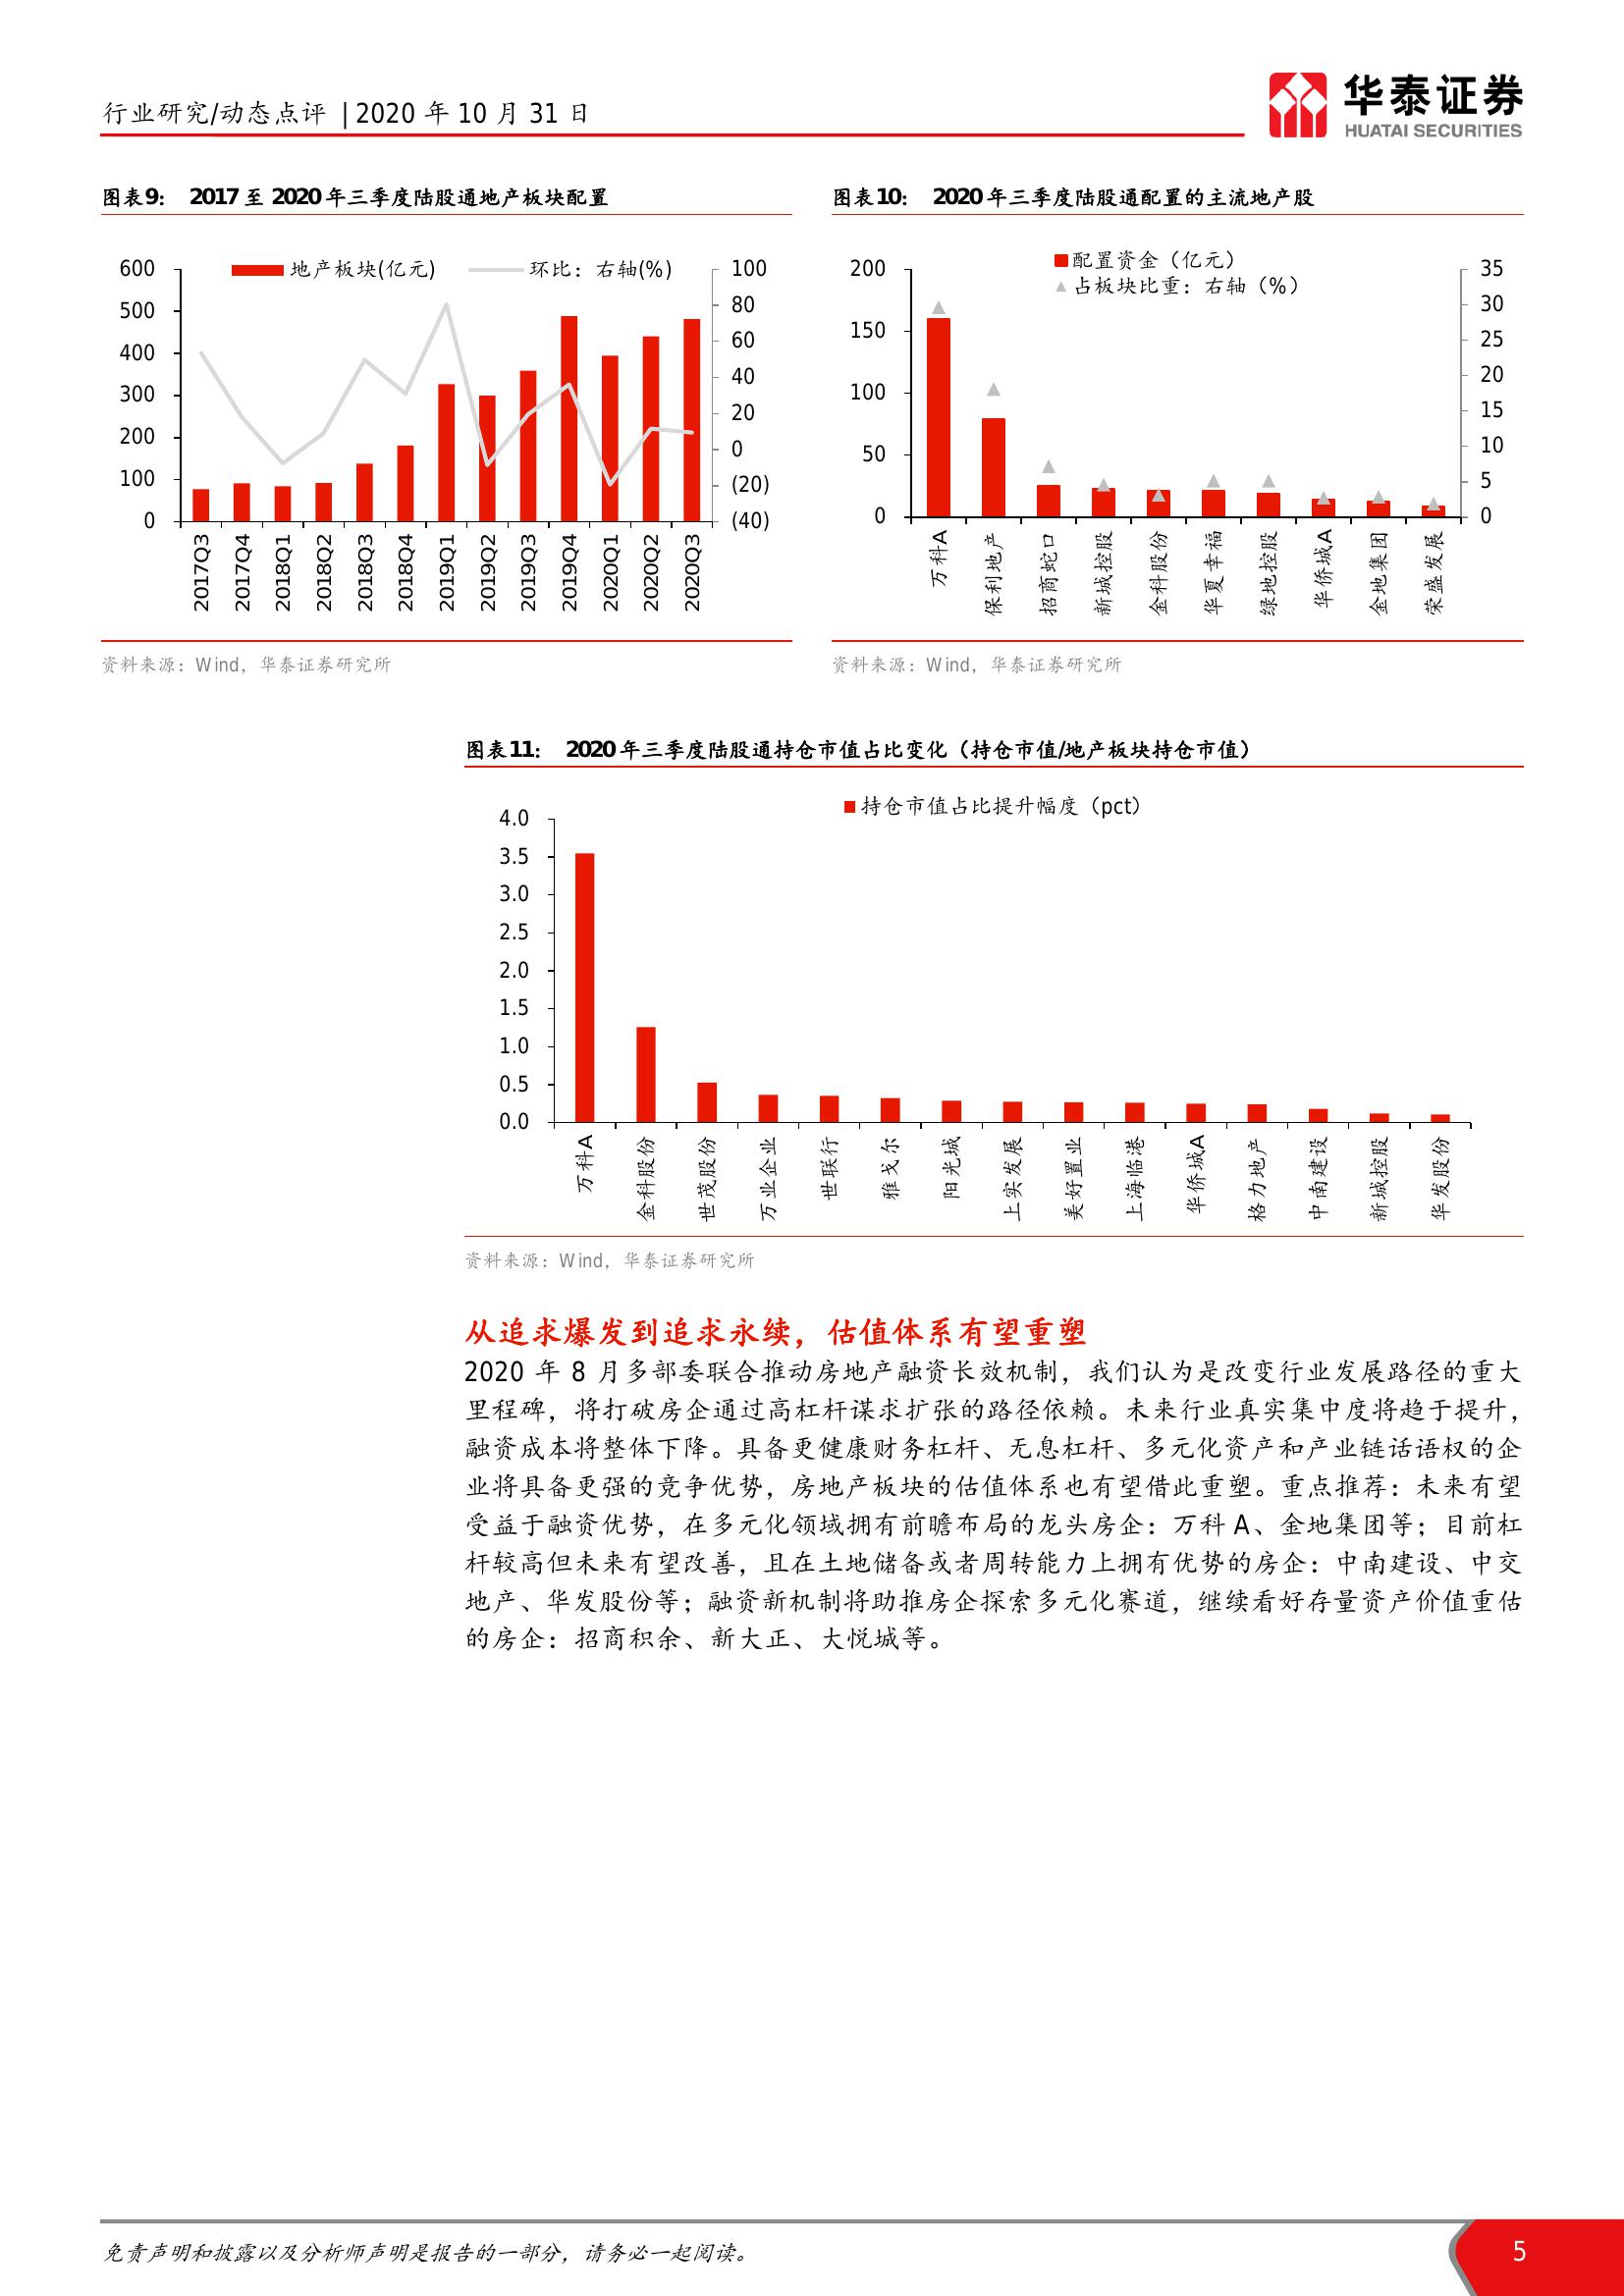 行业研究/动态点评 | 2020 年 10 月 31 日
华泰证券
HUATAI SECURITIES
图表9： 2017 至 2020 年三季度陆股通地产板块配置
地产板块(亿元) 环比：右轴(%)
600
500
400
300
200
100
0
100
80
60
40
20
0
(20)
(40)
2017Q3
2017Q4
2018Q1
2018Q2
2018Q3
2018Q4
2019Q1
2019Q2
2019Q3
2019Q4
2020Q1
2020Q2
2020Q3
资料来源：Wind，华泰证券研究所
图表10： 2020 年三季度陆股通配置的主流地产股
配置资金（亿元）
占板块比重：右轴（%）
200
150
100
50
0
35
30
25
20
15
10
5
0
万科A
保利地产
招商蛇口
新城控股
金科股份
华夏幸福
绿地控股
华侨城A
金地集团
荣盛发展
资料来源：Wind，华泰证券研究所
图表11： 2020 年三季度陆股通持仓市值占比变化（持仓市值/地产板块持仓市值）
持仓市值占比提升幅度（pct）
4.0
3.5
3.0
2.5
2.0
1.5
1.0
0.5
0.0
万科A
金科股份
世茂股份
万业企业
世联行
雅戈尔
阳光城
上实发展
美好置业
上海临港
华侨城A
格力地产
中南建设
新城控股
华发股份
资料来源：Wind，华泰证券研究所
从追求爆发到追求永续，估值体系有望重塑
2020 年 8 月多部委联合推动房地产融资长效机制，我们认为是改变行业发展路径的重大
里程碑，将打破房企通过高杠杆谋求扩张的路径依赖。未来行业真实集中度将趋于提升，
融资成本将整体下降。具备更健康财务杠杆、无息杠杆、多元化资产和产业链话语权的企
业将具备更强的竞争优势，房地产板块的估值体系也有望借此重塑。重点推荐：未来有望
受益于融资优势，在多元化领域拥有前瞻布局的龙头房企：万科 A、金地集团等；目前杠
杆较高但未来有望改善，且在土地储备或者周转能力上拥有优势的房企：中南建设、中交
地产、华发股份等；融资新机制将助推房企探索多元化赛道，继续看好存量资产价值重估
的房企：招商积余、新大正、大悦城等。
免责声明和披露以及分析师声明是报告的一部分，请务必一起阅读。
5